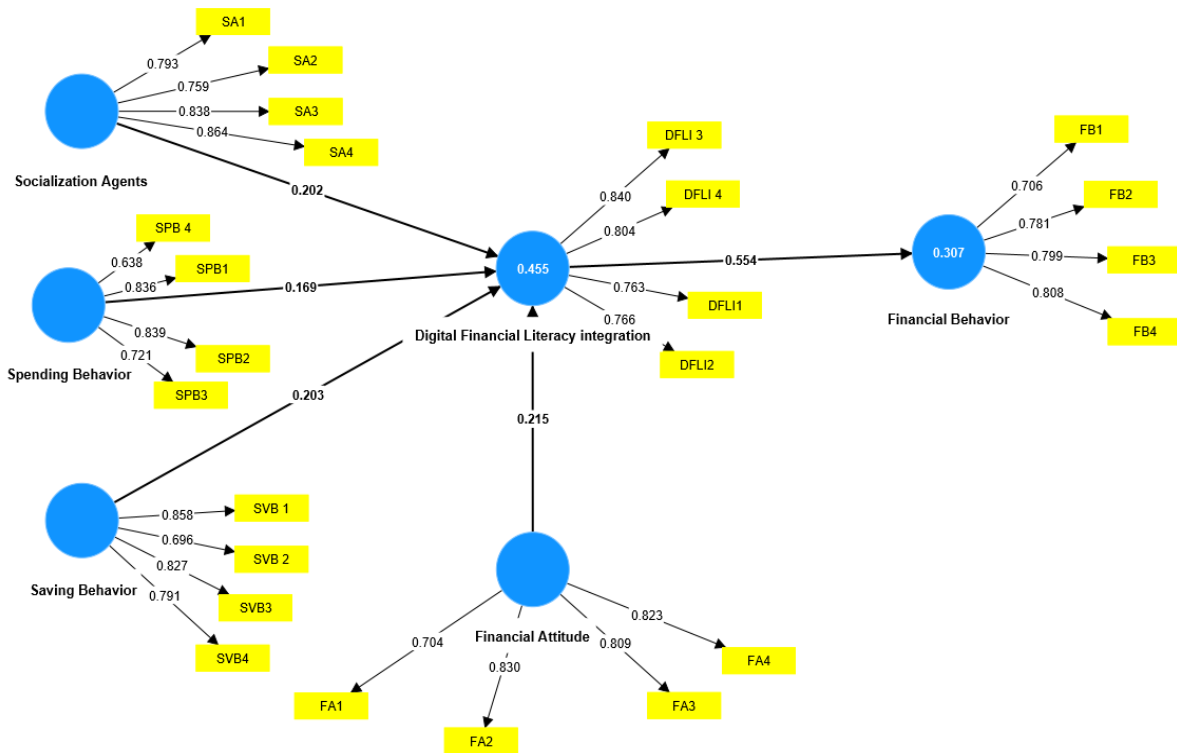 SA1
0.793
SA2
0.759
SA3
0.838
0.864
SA4
Socialization Agents
0.202
SPB 4
0.638
SPB1
0.836
0.839
SPB2
0.721
SPB3
Spending Behavior
0.169
0.203
SVB 1
0.858
0.696
SVB 2
0.827
SVB3
0.791
SVB4
Saving Behavior
DFLI 3
0.840
DFLI 4
0.804
0.455
0.763
DFLI1
0.766
DFLI2
Digital Financial Literacy integration
0.554
0.215
FB1
0.706
FB2
0.781
0.307
0.799
FB3
0.808
FB4
Financial Behavior
Financial Attitude
0.704
0.830
0.809
0.823
FA1
FA2
FA3
FA4